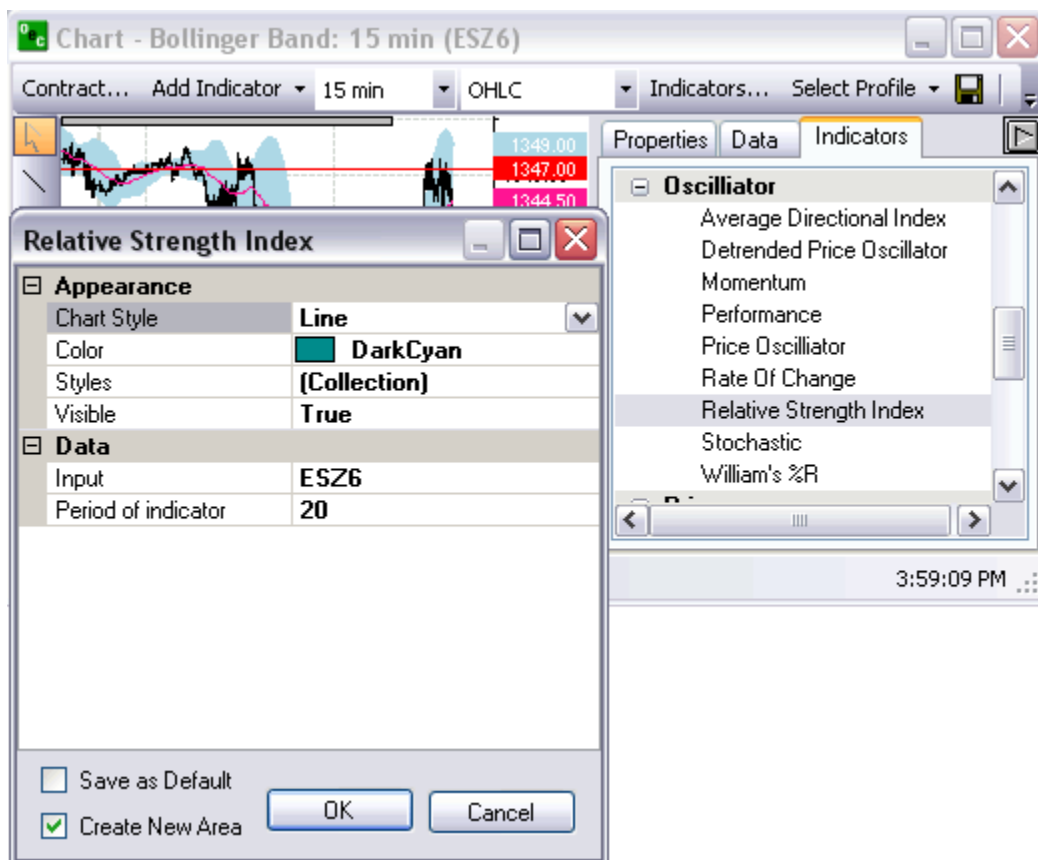 Oec Chart - Bollinger Band: 15 min (ESZ6)
Contract... Add Indicator 15 min OHLC Indicators... Select Profile
1349.00
1347.00
1344.50
Properties Data Indicators
Oscilliator
Average Directional Index
Detrended Price Oscillator
Momentum
Performance
Price Oscilliator
Rate Of Change
Relative Strength Index
Stochastic
William's %R
3:59:09 PM
Relative Strength Index
Appearance
Chart Style Line
Color DarkCyan
Styles (Collection)
Visible True
Data
Input ESZ6
Period of indicator 20
Save as Default
Create New Area
OK Cancel